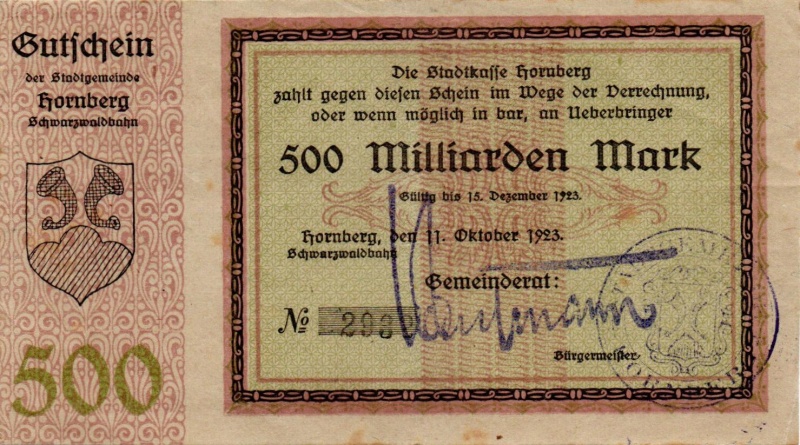 Gutschein
der Stadtgemeinde
Hornberg
Schwarzwaldbahn
500
Die Stadtkasse Hornberg
zahlt gegen diesen Schein im Wege der Verrechnung,
oder wenn möglich in bar, an Ueberbringer
500 Milliarden Mark
Gültig bis 15. Dezember 1923.
Hornberg, den 11. Oktober 1923.
Schwarzwaldbahn
Gemeinderat:
No
Bürgermeister